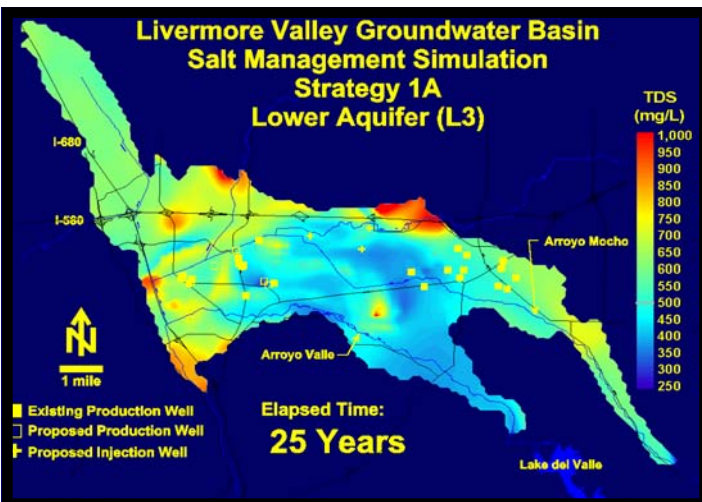 Livermore Valley Groundwater Basin
Salt Management Simulation
Strategy 1A
Lower Aquifer (L3)
TDS
(mg/L)
1,000
950
900
850
800
750
700
650
600
550
500
450
400
350
300
250
I-680
I-580
Arroyo Mocho
Arroyo Valle
1 mile
Existing Production Well
Proposed Production Well
Proposed Injection Well
Elapsed Time:
25 Years
Lake del Valle